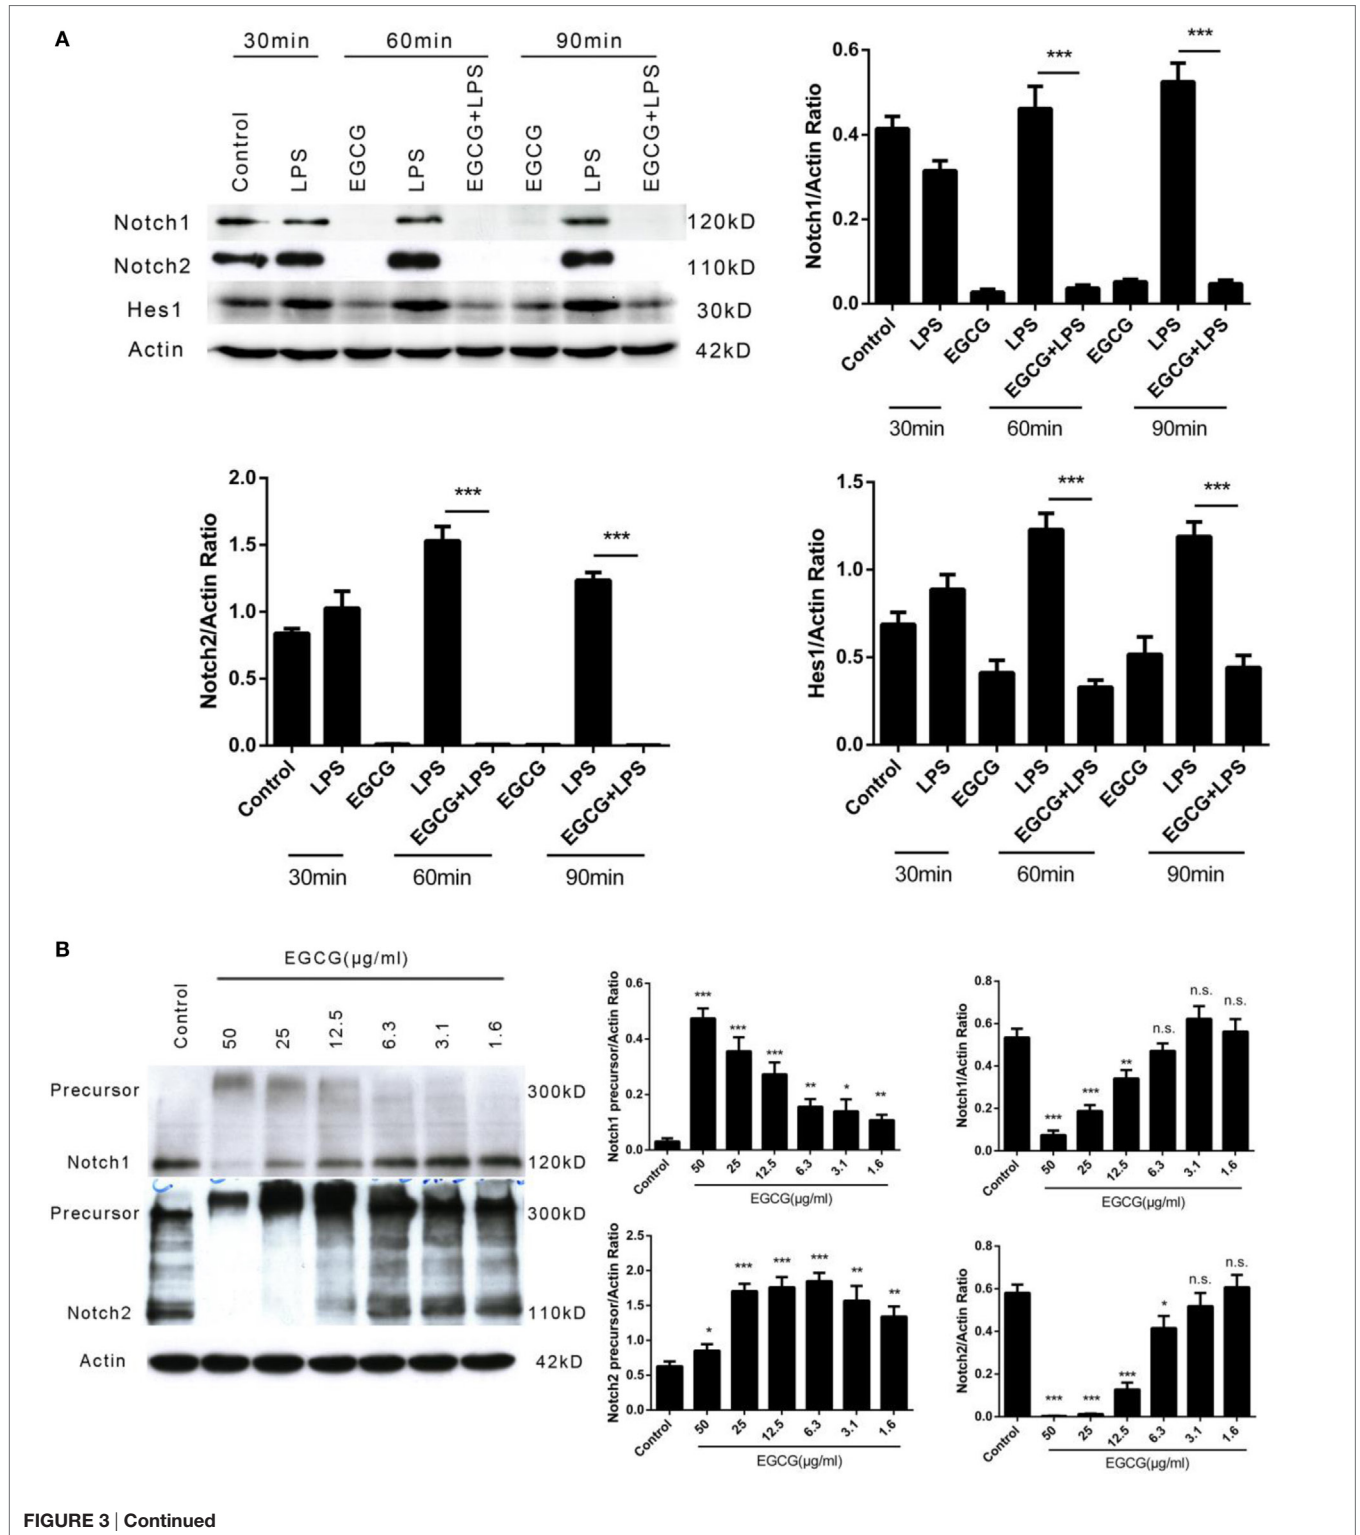 A
30min 60min 90min
Control LPS EGCG LPS EGCG+LPS EGCG LPS EGCG+LPS
Notch1 120kD
Notch2 110kD
Hes1 30kD
Actin 42kD
Notch1/Actin Ratio
0.6
0.4
0.2
0.0
***
***
Control LPS EGCG LPS EGCG+LPS EGCG LPS EGCG+LPS
30min 60min 90min
Notch2/Actin Ratio
2.0
1.5
1.0
0.5
0.0
***
***
Control LPS EGCG LPS EGCG+LPS EGCG LPS EGCG+LPS
30min 60min 90min
Hes1/Actin Ratio
1.5
1.0
0.5
0.0
***
***
Control LPS EGCG LPS EGCG+LPS EGCG LPS EGCG+LPS
30min 60min 90min
B
EGCG(µg/ml)
Control 50 25 12.5 6.3 3.1 1.6
Precursor 300kD
Notch1 120kD
Precursor 300kD
Notch2 110kD
Actin 42kD
Notch1 precursor/Actin Ratio
0.6
0.4
0.2
0.0
*** *** *** ** * **
Control 50 25 12.5 6.3 3.1 1.6
EGCG(µg/ml)
Notch1/Actin Ratio
0.8
0.6
0.4
0.2
0.0
*** *** ** n.s. n.s. n.s.
Control 50 25 12.5 6.3 3.1 1.6
EGCG(µg/ml)
Notch2 precursor/Actin Ratio
2.5
2.0
1.5
1.0
0.5
0.0
* *** *** *** ** **
Control 50 25 12.5 6.3 3.1 1.6
EGCG(µg/ml)
Notch2/Actin Ratio
0.8
0.6
0.4
0.2
0.0
*** *** *** * n.s. n.s.
Control 50 25 12.5 6.3 3.1 1.6
EGCG(µg/ml)
FIGURE 3 | Continued